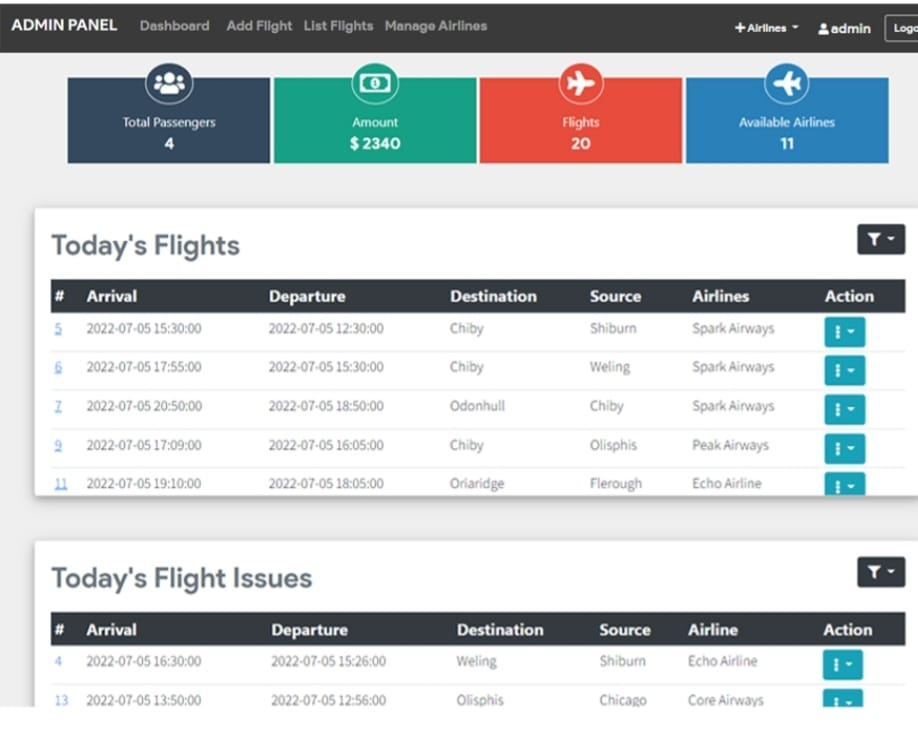 ADMIN PANEL Dashboard Add Flight List Flights Manage Airlines +Airlines admin Logo
Total Passengers Amount Flights Available Airlines
4 $ 2340 20 11
Today's Flights
# Arrival Departure Destination Source Airlines Action
5 2022-07-05 15:30:00 2022-07-05 12:30:00 Chiby Shiburn Spark Airways
6 2022-07-05 17:55:00 2022-07-05 15:30:00 Chiby Weling Spark Airways
7 2022-07-05 20:50:00 2022-07-05 18:50:00 Odonhull Chiby Spark Airways
9 2022-07-05 17:09:00 2022-07-05 16:05:00 Chiby Olisphis Peak Airways
11 2022-07-05 19:10:00 2022-07-05 18:05:00 Oriaridge Flerough Echo Airline
Today's Flight Issues
# Arrival Departure Destination Source Airline Action
4 2022-07-05 16:30:00 2022-07-05 15:26:00 Weling Shiburn Echo Airline
13 2022-07-05 13:50:00 2022-07-05 12:56:00 Olisphis Chicago Core Airways